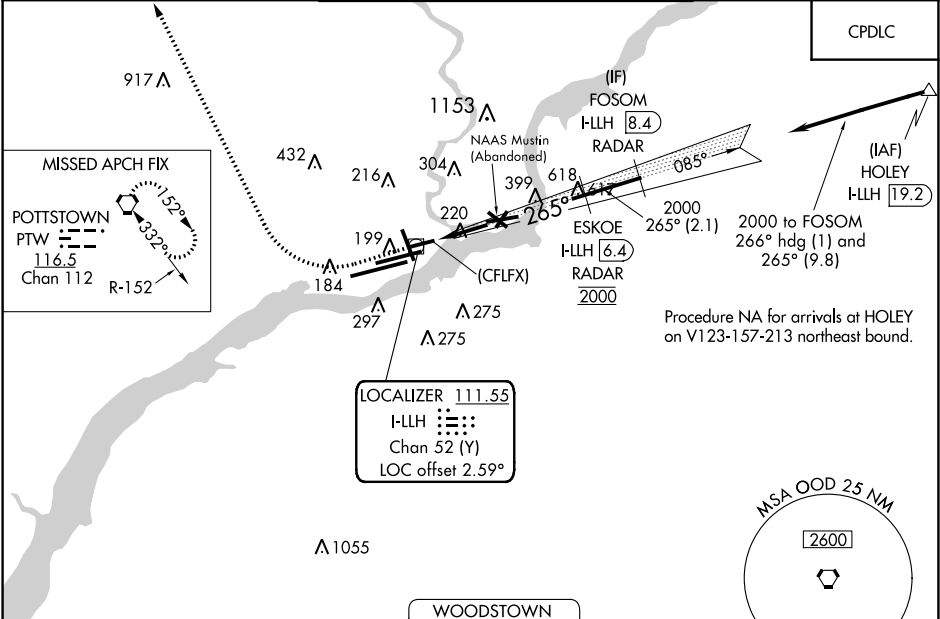 CPDLC
917
1153
(IF)
FOSOM
I-LLH 8.4
RADAR
NAAS Mustin
(Abandoned)
MISSED APCH FIX
POTTSTOWN
PTW
116.5
Chan 112
152°
332°
R-152
432
216
304
399
618
085°
(IAF)
HOLEY
I-LLH 19.2
220
265°
2000
265° (2.1)
2000 to FOSOM
266° hdg (1) and
265° (9.8)
199
184
(CFLFX)
ESKOE
I-LLH 6.4
RADAR
2000
297
275
275
Procedure NA for arrivals at HOLEY
on V123-157-213 northeast bound.
LOCALIZER 111.55
I-LLH
Chan 52 (Y)
LOC offset 2.59°
1055
MSA OOD 25 NM
2600
WOODSTOWN